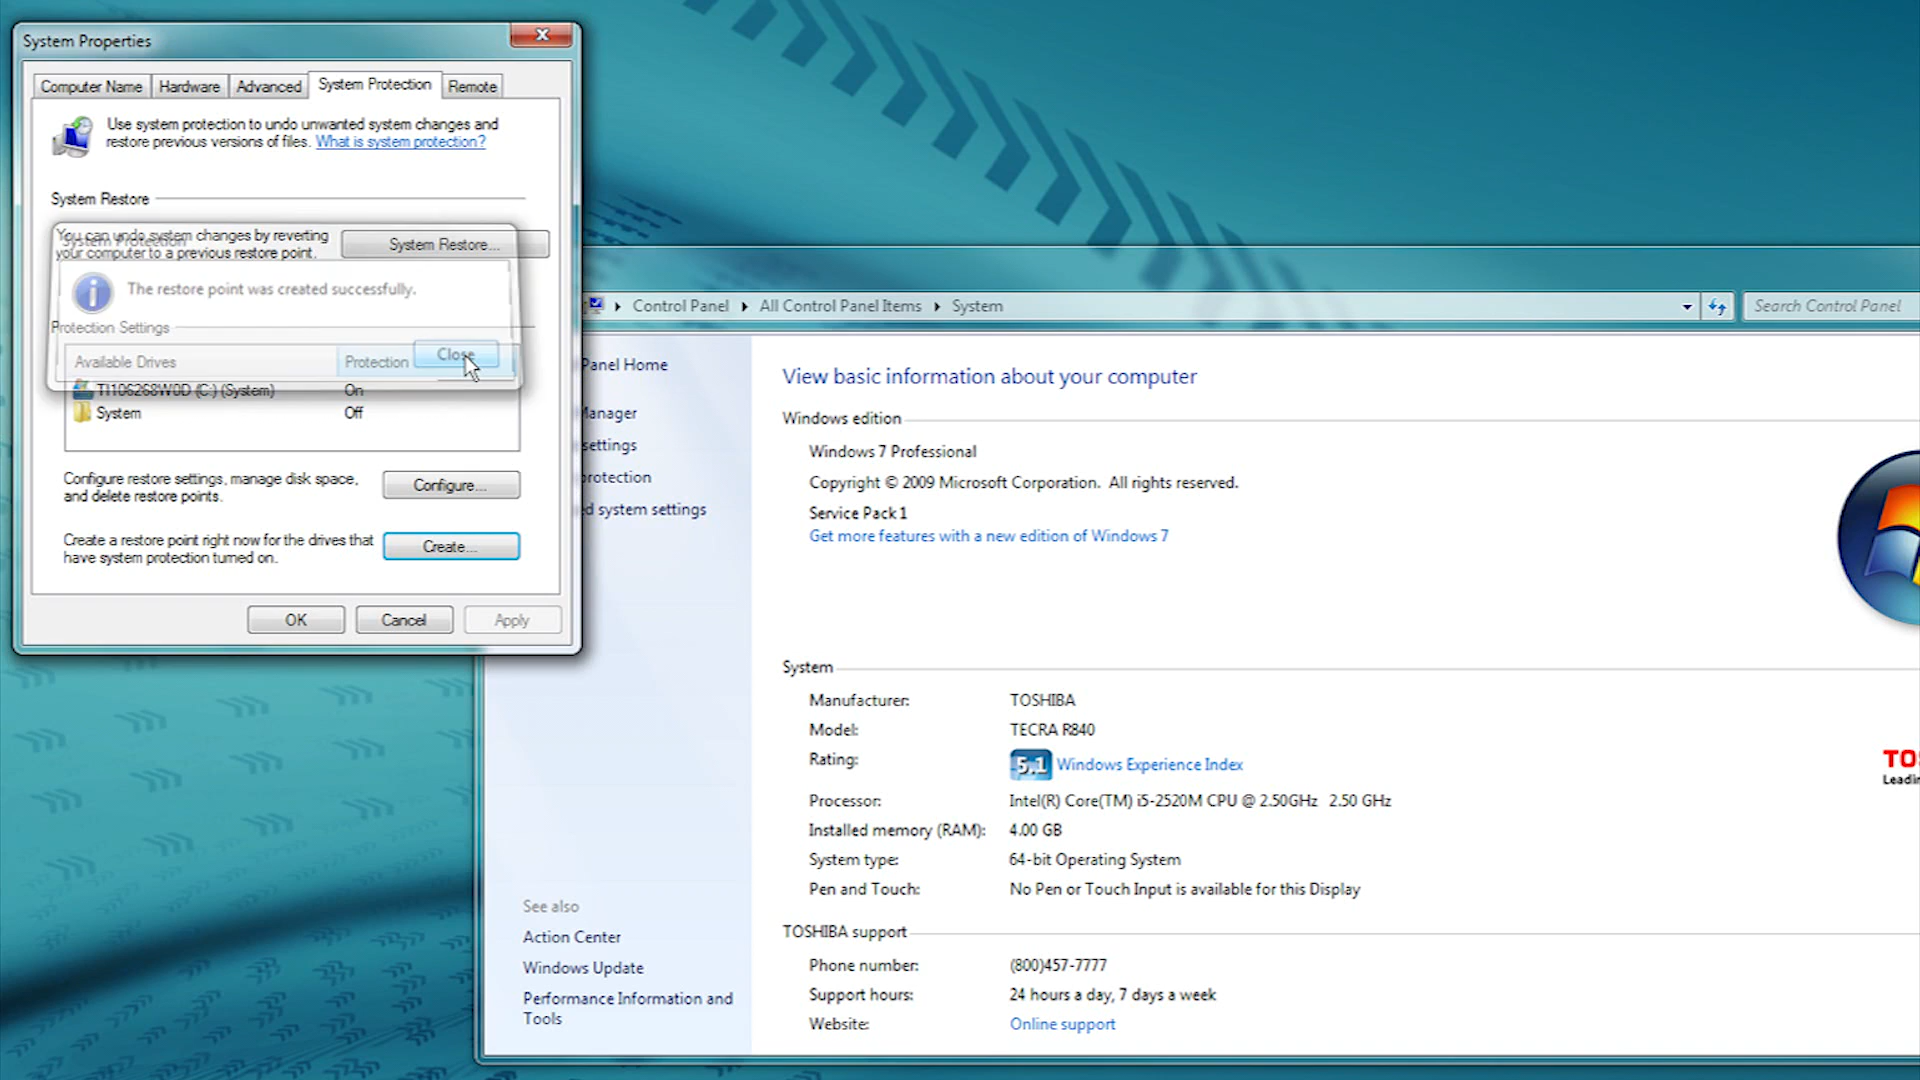 System Properties
Computer Name
Hardware
Advanced
System Protection
Remote
Use system protection to undo unwanted system changes and
restore previous versions of files. What is system protection?
System Restore
You can undo system changes by reverting
your computer to a previous restore point.
System Restore...
System Protection
The restore point was created successfully.
Close
Protection Settings
Available Drives Protection
TI106268W0D (C:) (System) On
System Off
Configure restore settings, manage disk space,
and delete restore points.
Configure...
Create a restore point right now for the drives that
have system protection turned on.
Create...
OK
Cancel
Apply
Control Panel
All Control Panel Items
System
Search Control Panel
Panel Home
Manager
settings
protection
d system settings
See also
Action Center
Windows Update
Performance Information and
Tools
View basic information about your computer
Windows edition
Windows 7 Professional
Copyright © 2009 Microsoft Corporation. All rights reserved.
Service Pack 1
Get more features with a new edition of Windows 7
System
Manufacturer: TOSHIBA
Model: TECRA R840
Rating: 5.1 Windows Experience Index
Processor: Intel(R) Core(TM) i5-2520M CPU @ 2.50GHz 2.50 GHz
Installed memory (RAM): 4.00 GB
System type: 64-bit Operating System
Pen and Touch: No Pen or Touch Input is available for this Display
TO
Leadin
TOSHIBA support
Phone number: (800)457-7777
Support hours: 24 hours a day, 7 days a week
Website: Online support